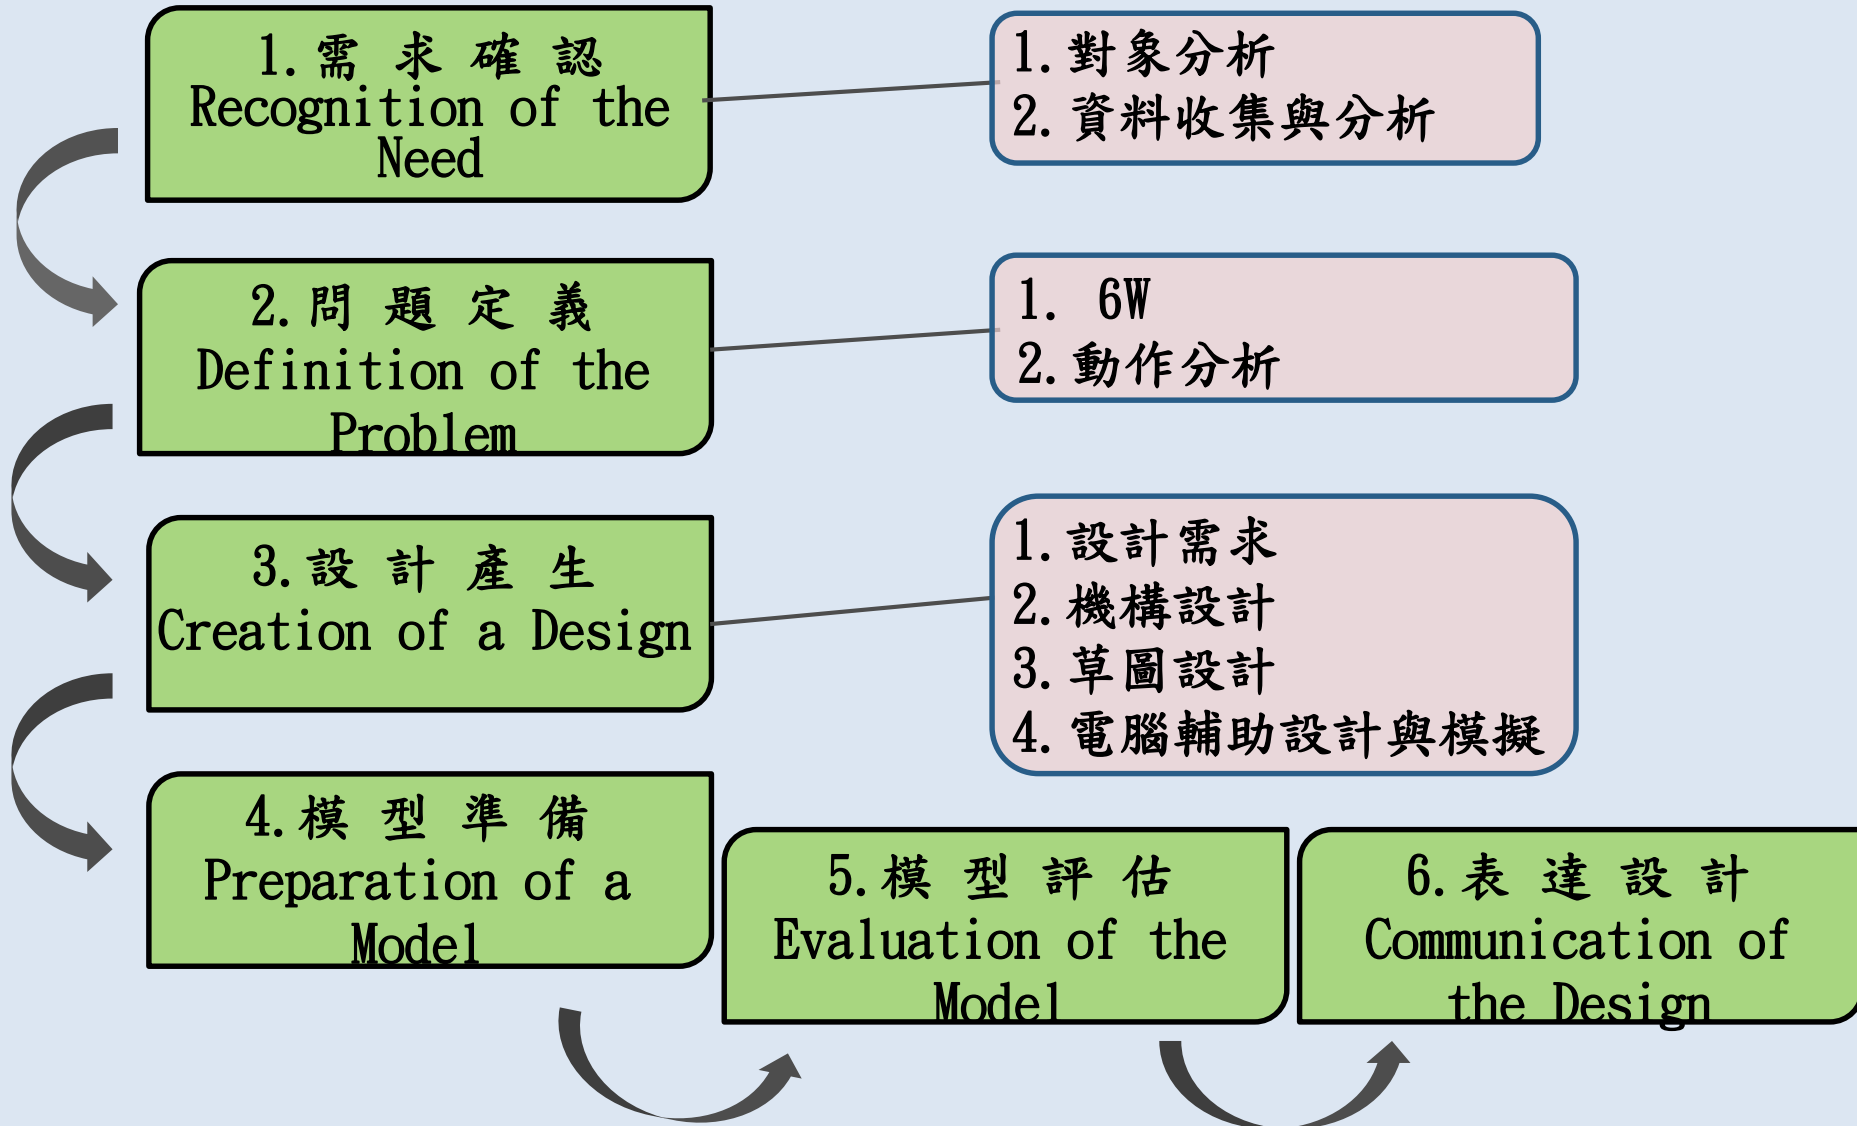 1.需 求 確 認
Recognition of the
Need
1.對象分析
2.資料收集與分析
2.問 題 定 義
Definition of the
Problem
1. 6W
2.動作分析
3.設 計 產 生
Creation of a Design
1.設計需求
2.機構設計
3.草圖設計
4.電腦輔助設計與模擬
4.模 型 準 備
Preparation of a
Model
5.模 型 評 估
Evaluation of the
Model
6.表 達 設 計
Communication of
the Design